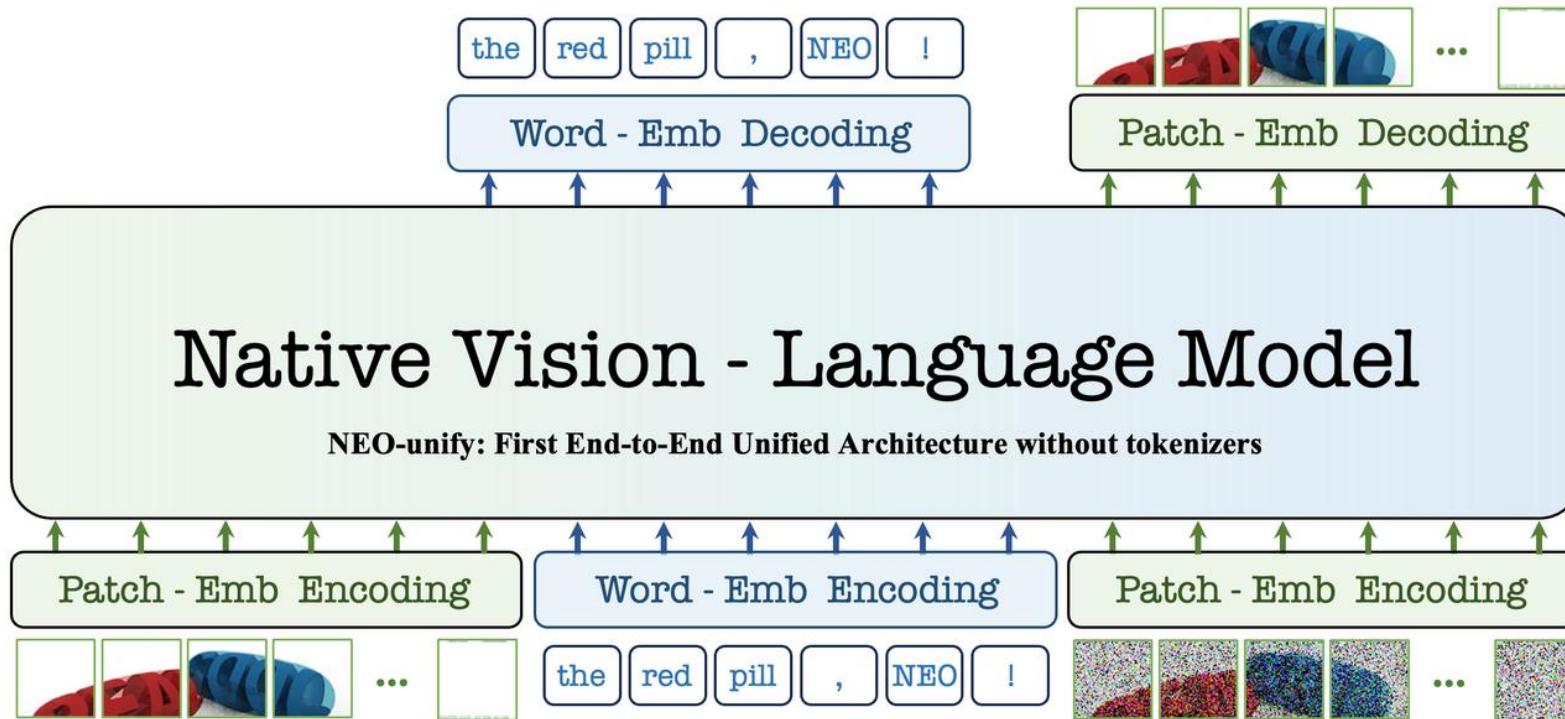 the red pill , NEO !
Word - Emb Decoding
Patch - Emb Decoding
...
Native Vision - Language Model
NEO-unify: First End-to-End Unified Architecture without tokenizers
Patch - Emb Encoding
Word - Emb Encoding
Patch - Emb Encoding
...
the red pill , NEO !
...